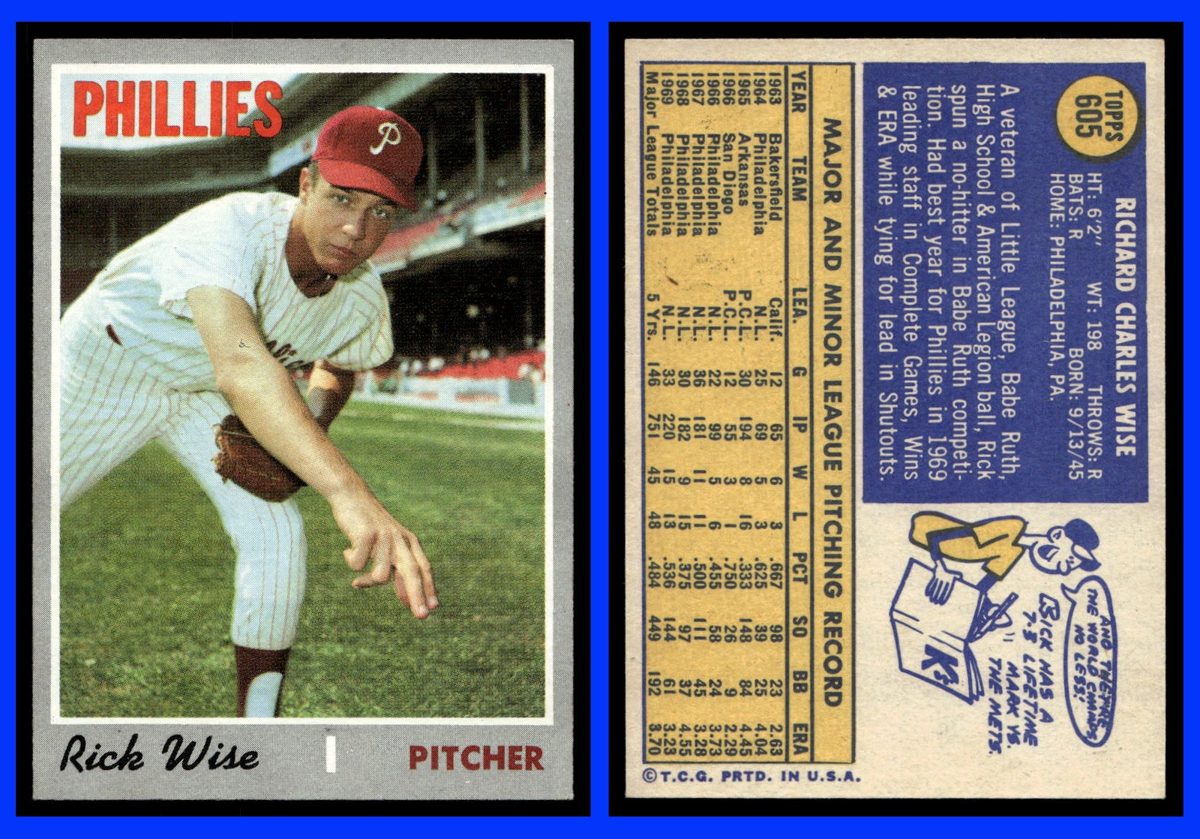 PHILLIES
P
Phillies
Rick Wise
PITCHER
TOPPS
605
RICHARD CHARLES WISE
HT: 6'2" WT: 198 THROWS: R
BATS: R BORN: 9/13/45
HOME: PHILADELPHIA, PA.
A veteran of Little League, Babe Ruth,
High School & American Legion ball, Rick
spun a no-hitter in Babe Ruth competi-
tion. Had best year for Phillies in 1969
leading staff in Complete Games, Wins
& ERA while tying for lead in Shutouts.
AND THEY'RE
THE WORLD CHAMPS,
NO LESS!
RICK HAS A
7-3 LIFETIME
MARK VS.
THE METS.
K's
MAJOR AND MINOR LEAGUE PITCHING RECORD
YEAR TEAM LEA. G IP W L PCT SO BB ERA
1963 Bakersfield Calif. 12 65 6 3 .667 98 23 2.63
1964 Philadelphia N.L. 25 69 5 3 .625 39 25 4.04
1965 Arkansas P.C.L. 30 194 8 16 .333 148 84 4.45
1966 San Diego P.C.L. 12 55 3 1 .750 26 9 2.29
1966 Philadelphia N.L. 22 99 5 6 .455 58 24 3.73
1967 Philadelphia N.L. 36 181 11 11 .500 111 45 3.28
1968 Philadelphia N.L. 30 182 9 15 .375 97 37 4.55
1969 Philadelphia N.L. 33 220 15 13 .536 144 61 3.23
Major League Totals 5 Yrs. 146 751 45 48 .484 449 192 3.70
©T.C.G. PRTD. IN U.S.A.